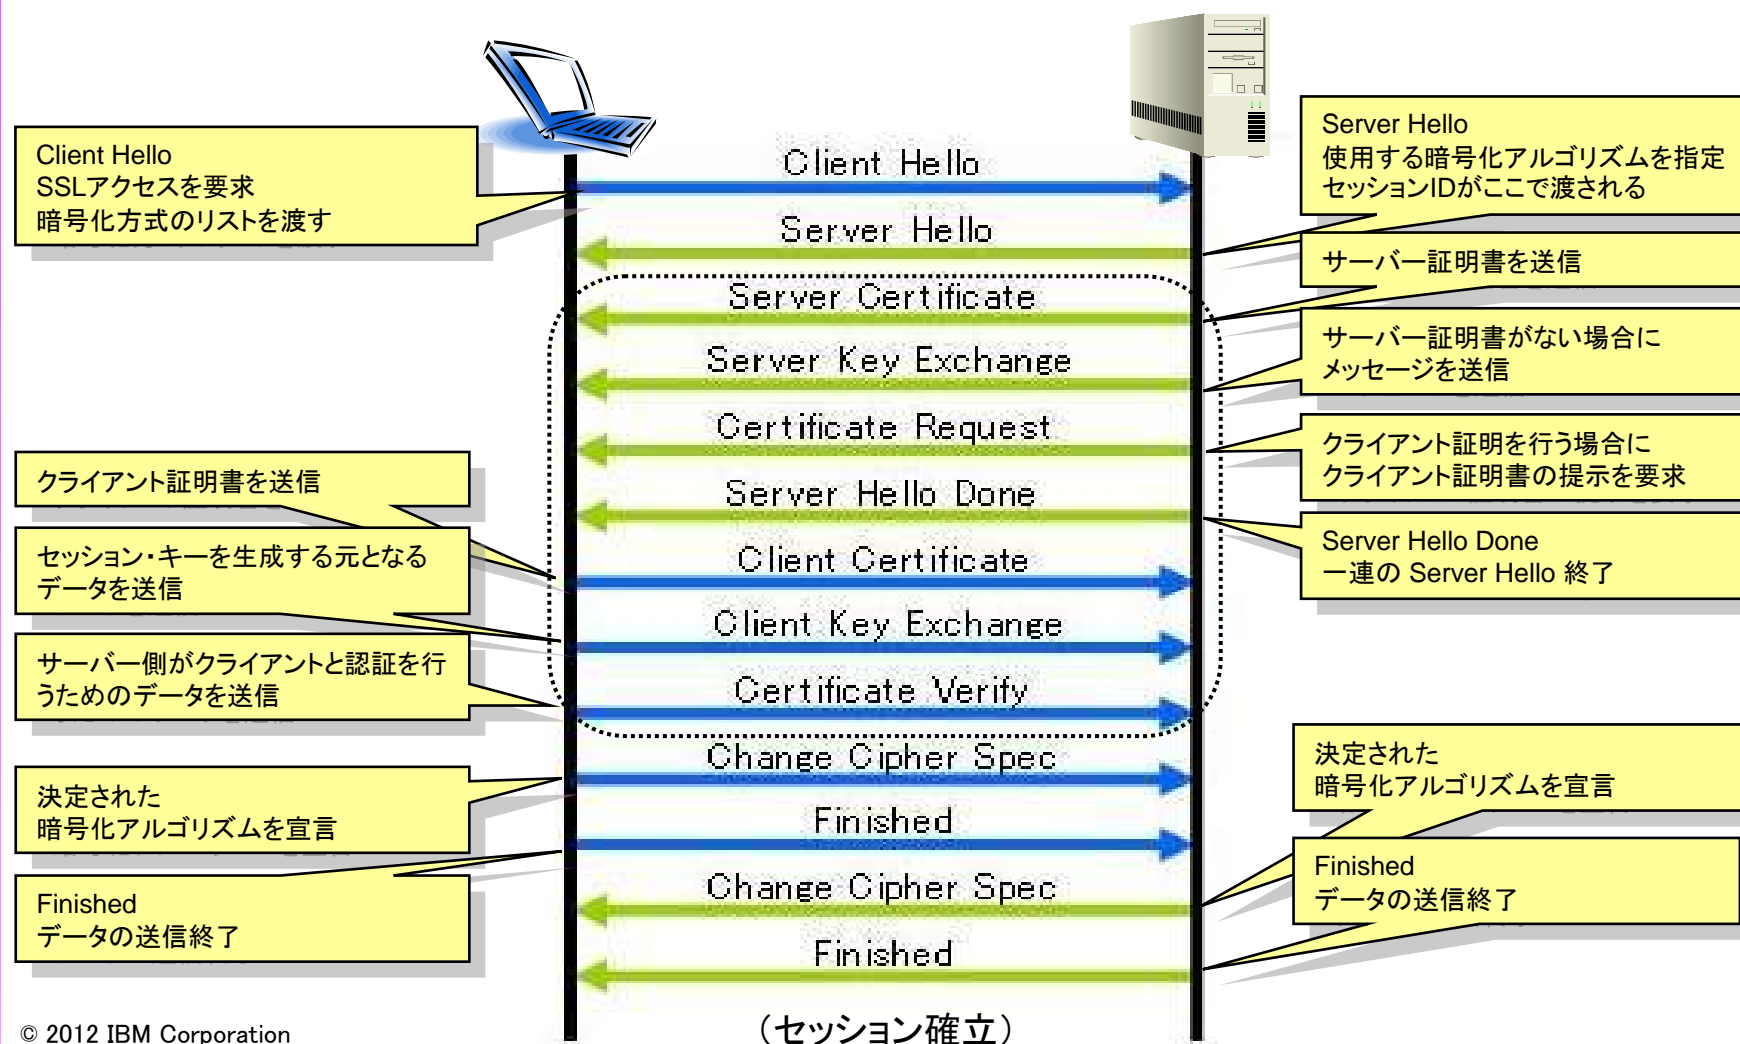 Client Hello
SSLアクセスを要求
暗号化方式のリストを渡す
Client Hello
Server Hello
使用する暗号化アルゴリズムを指定
セッションIDがここで渡される
Server Hello
サーバー証明書を送信
Server Certificate
サーバー証明書がない場合に
メッセージを送信
Server Key Exchange
クライアント証明を行う場合に
クライアント証明書の提示を要求
Certificate Request
Server Hello Done
Server Hello Done
一連の Server Hello 終了
クライアント証明書を送信
Client Certificate
セッション・キーを生成する元となる
データを送信
Client Key Exchange
サーバー側がクライアントと認証を行
うためのデータを送信
Certificate Verify
Change Cipher Spec
決定された
暗号化アルゴリズムを宣言
Finished
Finished
データの送信終了
決定された
暗号化アルゴリズムを宣言
Change Cipher Spec
Finished
データの送信終了
Finished
（セッション確立）
© 2012 IBM Corporation